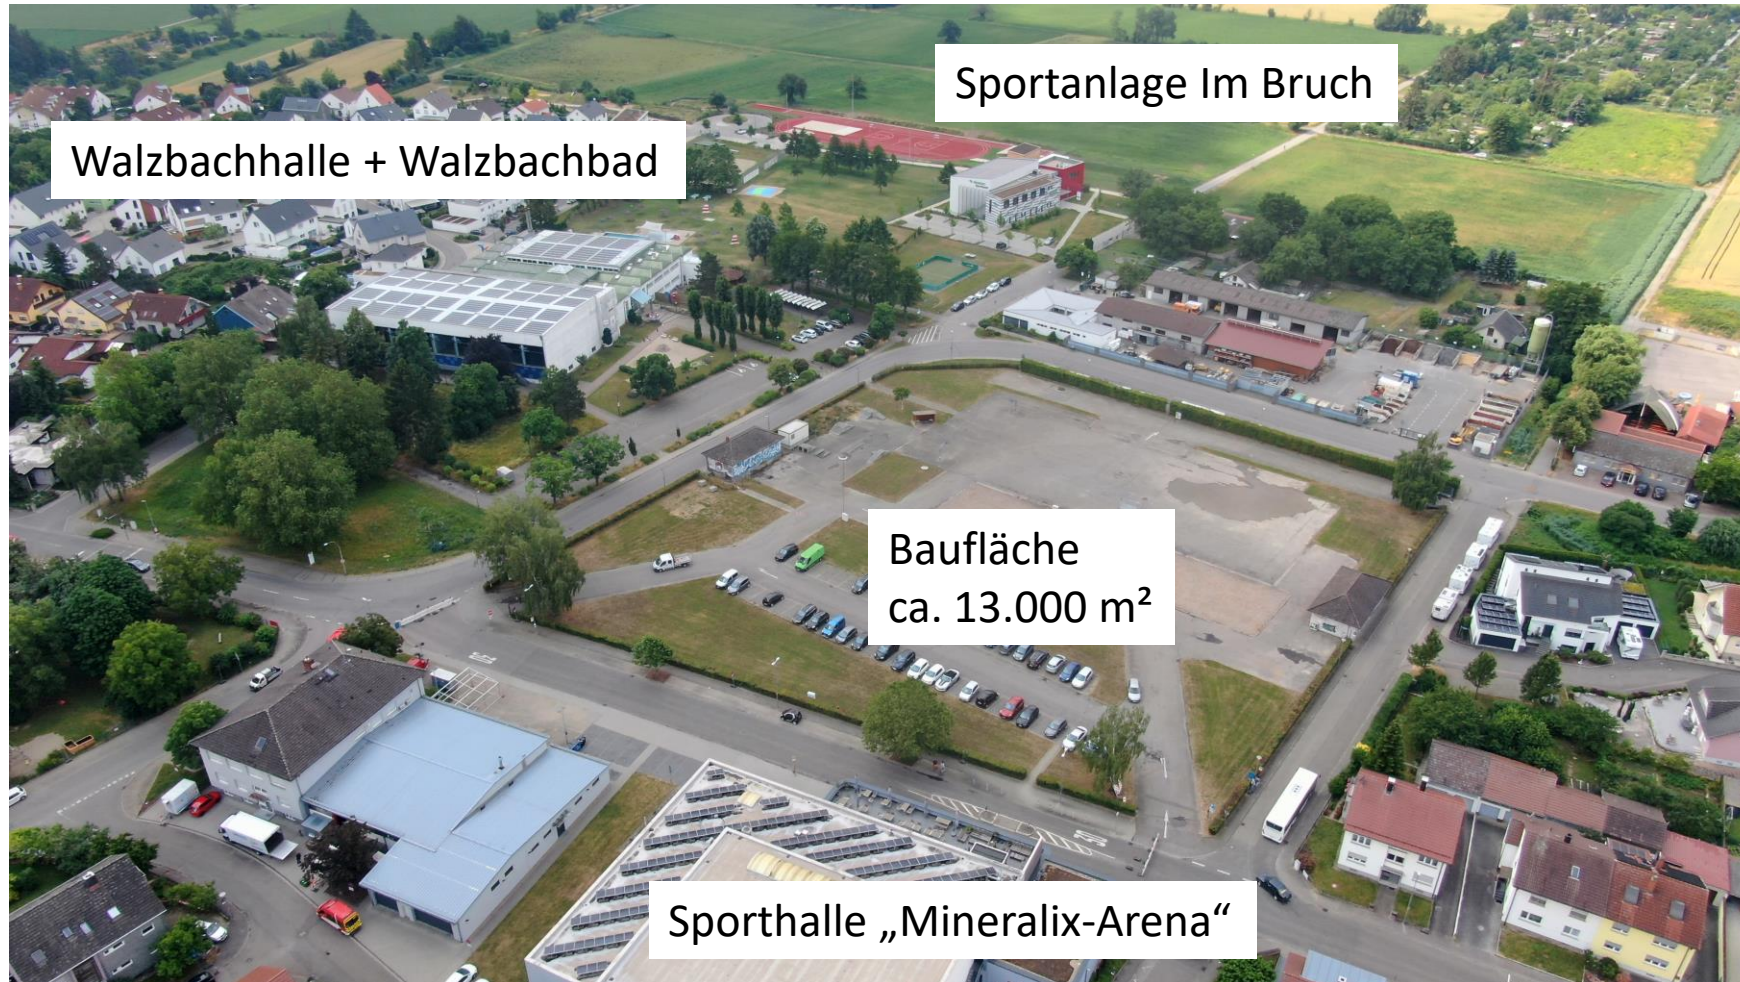 Sportanlage Im Bruch
Walzbachhalle + Walzbachbad
Baufläche
ca. 13.000 m²
Sporthalle „Mineralix-Arena“